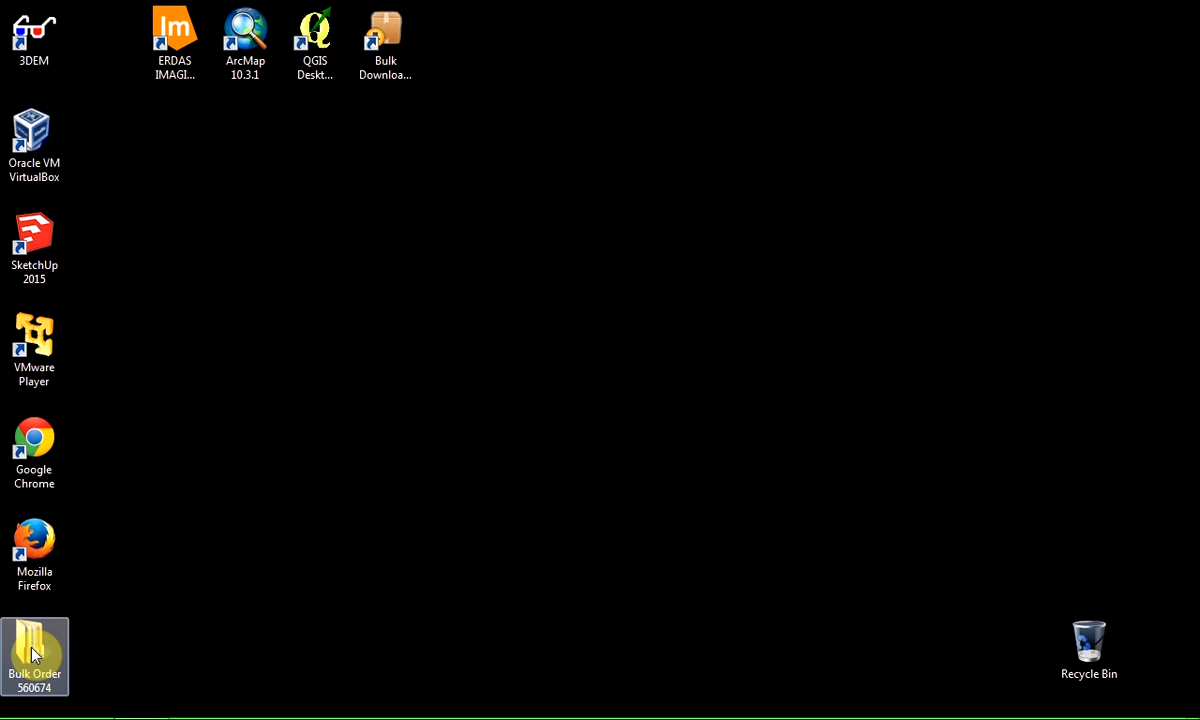 3DEM
Im
ERDAS
IMAGI...
ArcMap
10.3.1
Q
QGIS
Deskt...
Bulk
Downloa...
Oracle VM
VirtualBox
SketchUp
2015
VMware
Player
Google
Chrome
Mozilla
Firefox
Bulk Order
560674
Recycle Bin